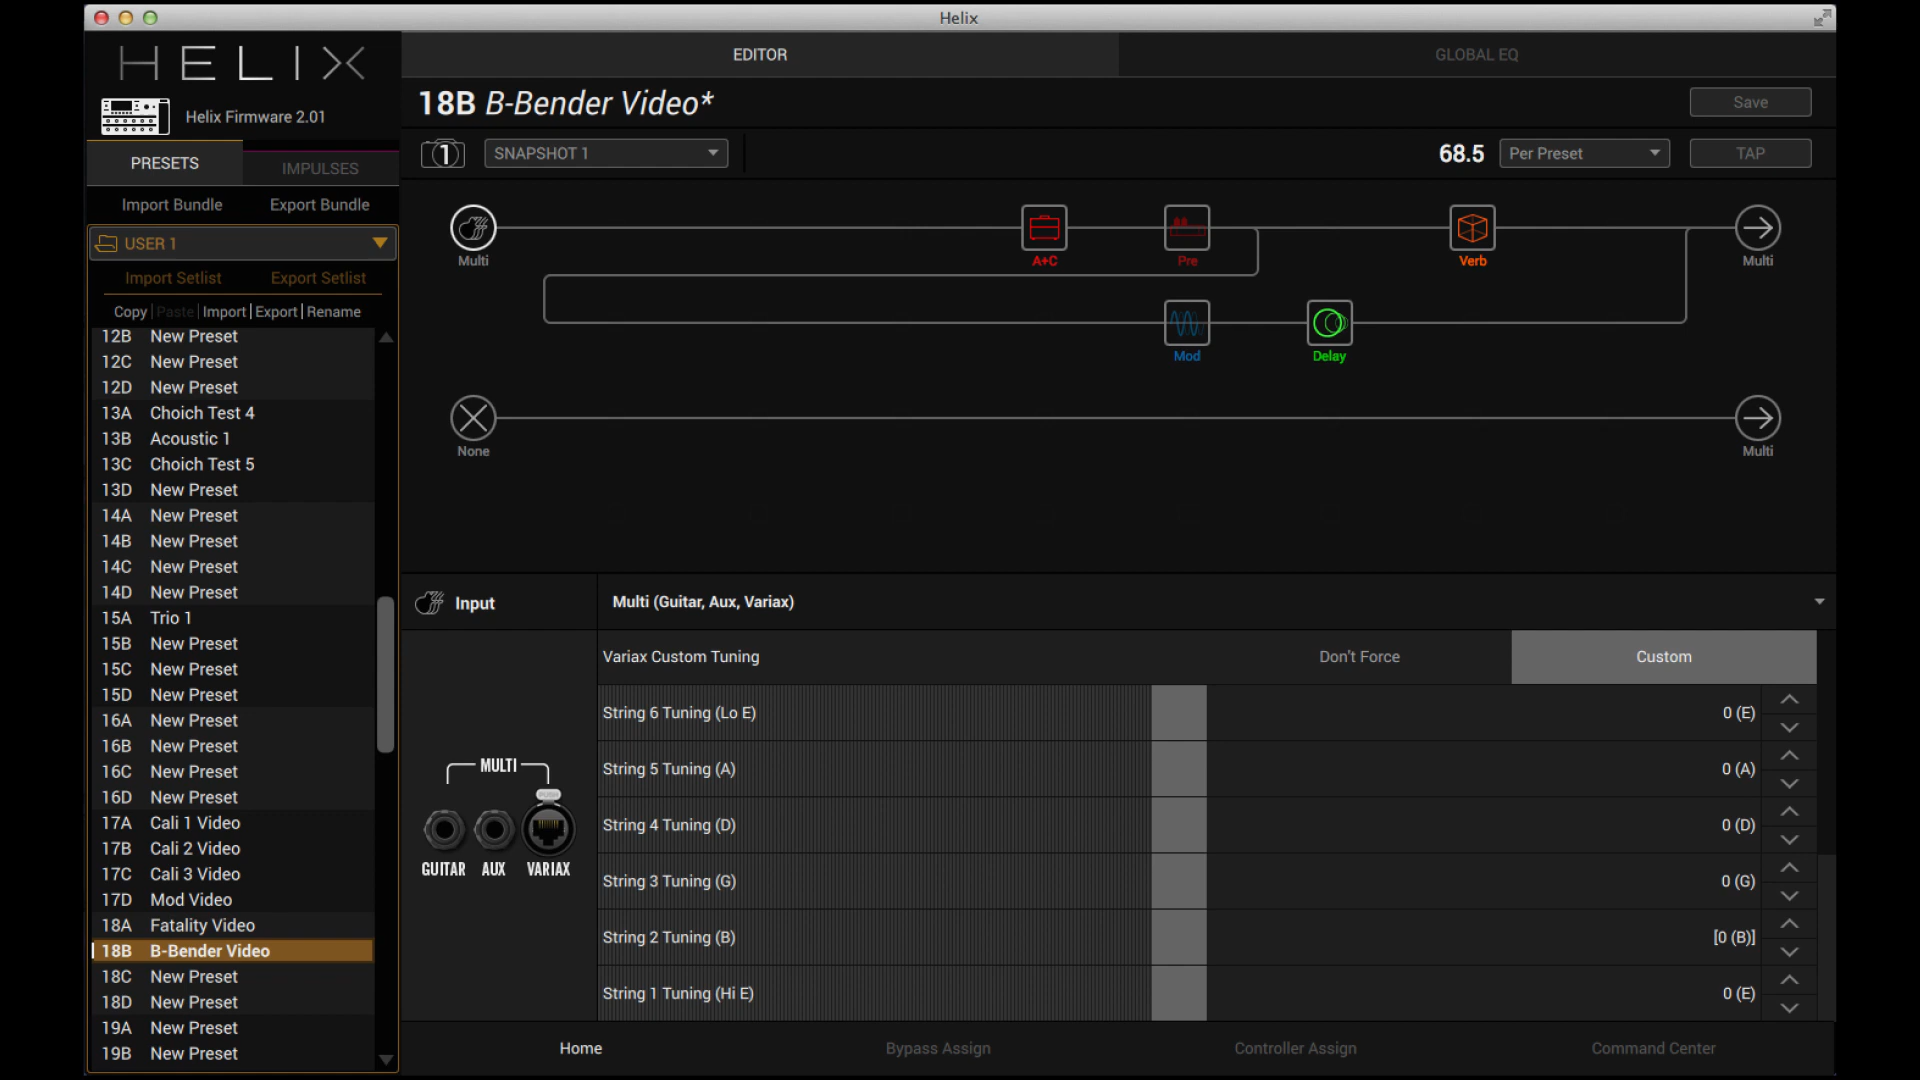 Helix
HELIX
Helix Firmware 2.01
PRESETS
IMPULSES
Import Bundle
Export Bundle
USER 1
Import Setlist
Export Setlist
Copy
Paste
Import
Export
Rename
12B New Preset
12C New Preset
12D New Preset
13A Choich Test 4
13B Acoustic 1
13C Choich Test 5
13D New Preset
14A New Preset
14B New Preset
14C New Preset
14D New Preset
15A Trio 1
15B New Preset
15C New Preset
15D New Preset
16A New Preset
16B New Preset
16C New Preset
16D New Preset
17A Cali 1 Video
17B Cali 2 Video
17C Cali 3 Video
17D Mod Video
18A Fatality Video
18B B-Bender Video
18C New Preset
18D New Preset
19A New Preset
19B New Preset
EDITOR
GLOBAL EQ
18B B-Bender Video*
Save
1
SNAPSHOT 1
68.5
Per Preset
TAP
Multi
A+C
Pre
Verb
Multi
Mod
Delay
None
Multi
Input
Multi (Guitar, Aux, Variax)
MULTI
PUSH
GUITAR
AUX
VARIAX
Variax Custom Tuning
Don't Force
Custom
String 6 Tuning (Lo E)
0 (E)
String 5 Tuning (A)
0 (A)
String 4 Tuning (D)
0 (D)
String 3 Tuning (G)
0 (G)
String 2 Tuning (B)
[0 (B)]
String 1 Tuning (Hi E)
0 (E)
Home
Bypass Assign
Controller Assign
Command Center